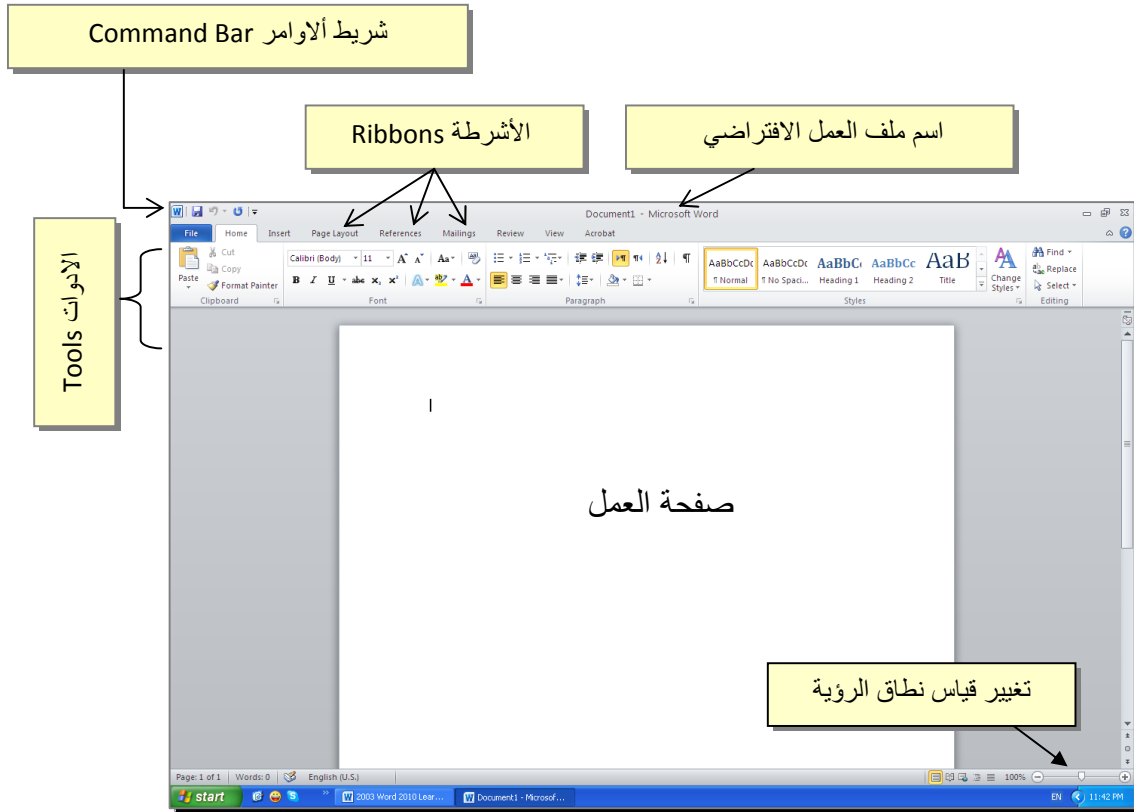 شريط ألاوامر Command Bar
الأشرطة Ribbons
اسم ملف العمل الافتراضي
الادوات Tools
Document1 - Microsoft Word
File Home Insert Page Layout References Mailings Review View Acrobat
Cut
Copy
Format Painter
Paste
Clipboard
Calibri (Body) 11
Font
Paragraph
AaBbCcDc AaBbCcDc AaBbCc AaBbCc AaB
¶ Normal ¶ No Spaci... Heading 1 Heading 2 Title
Change Styles
Styles
Find
Replace
Select
Editing
صفحة العمل
تغيير قياس نطاق الرؤية
Page: 1 of 1 Words: 0 English (U.S.) 100%
start 2003 Word 2010 Lear... Document1 - Microsof... EN 11:42 PM